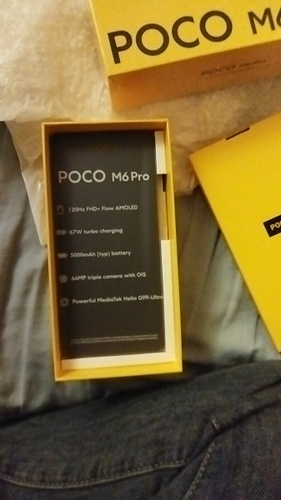 POCO M6
POCO M6 Pro
120Hz FHD+ Flow AMOLED
67W turbo charging
5000mAh (typ) battery
64MP triple camera with OIS
Powerful MediaTek Helio G99-Ultra